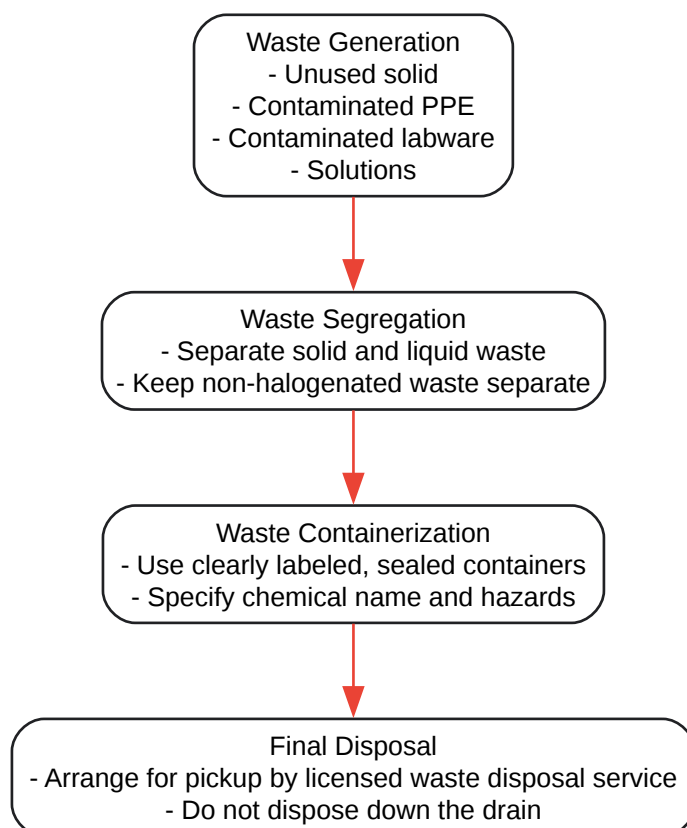 Waste Generation
- Unused solid
- Contaminated PPE
- Contaminated labware
- Solutions
Waste Segregation
- Separate solid and liquid waste
- Keep non-halogenated waste separate
Waste Containerization
- Use clearly labeled, sealed containers
- Specify chemical name and hazards
Final Disposal
- Arrange for pickup by licensed waste disposal service
- Do not dispose down the drain